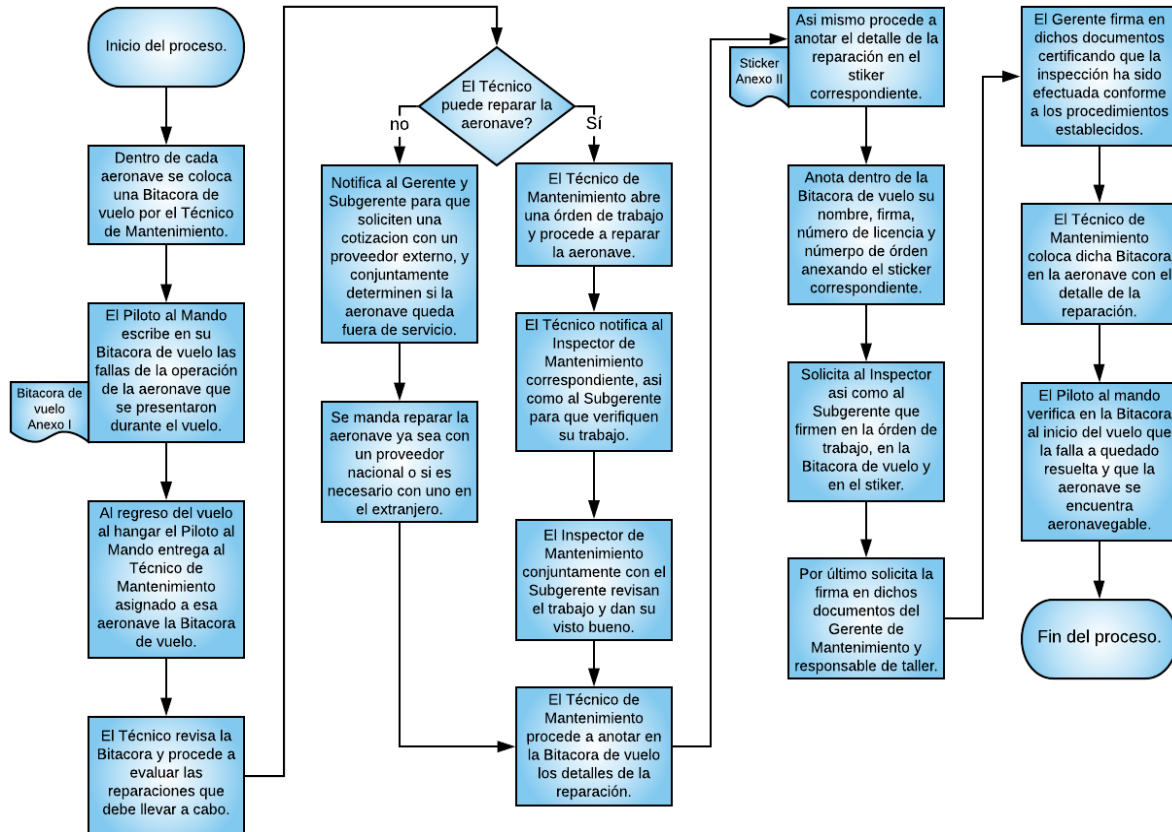 Inicio del proceso.
Dentro de cada
aeronave se coloca
una Bitacora de
vuelo por el Técnico
de Mantenimiento.
El Piloto al Mando
escribe en su
Bitacora de vuelo las
fallas de la operación
de la aeronave que
se presentaron
durante el vuelo.
Bitacora de
vuelo
Anexo I
Al regreso del vuelo
al hangar el Piloto al
Mando entrega al
Técnico de
Mantenimiento
asignado a esa
aeronave la Bitacora
de vuelo.
El Técnico revisa la
Bitacora y procede a
evaluar las
reparaciones que
debe llevar a cabo.
El Técnico
puede reparar la
aeronave?
no
Sí
Notifica al Gerente y
Subgerente para que
soliciten una
cotizacion con un
proveedor externo, y
conjuntamente
determinen si la
aeronave queda
fuera de servicio.
Se manda reparar la
aeronave ya sea con
un proveedor
nacional o si es
necesario con uno en
el extranjero.
El Técnico de
Mantenimiento abre
una órden de trabajo
y procede a reparar
la aeronave.
El Técnico notifica al
Inspector de
Mantenimiento
correspondiente, asi
como al Subgerente
para que verifiquen
su trabajo.
El Inspector de
Mantenimiento
conjuntamente con el
Subgerente revisan
el trabajo y dan su
visto bueno.
El Técnico de
Mantenimiento
procede a anotar en
la Bitacora de vuelo
los detalles de la
reparación.
Asi mismo procede a
anotar el detalle de la
reparación en el
stiker
correspondiente.
Sticker
Anexo II
Anota dentro de la
Bitacora de vuelo su
nombre, firma,
número de licencia y
númerpo de órden
anexando el sticker
correspondiente.
Solicita al Inspector
asi como al
Subgerente que
firmen en la órden de
trabajo, en la
Bitacora de vuelo y
en el stiker.
Por último solicita la
firma en dichos
documentos del
Gerente de
Mantenimiento y
responsable de taller.
El Gerente firma en
dichos documentos
certificando que la
inspección ha sido
efectuada conforme
a los procedimientos
establecidos.
El Técnico de
Mantenimiento
coloca dicha Bitacora
en la aeronave con el
detalle de la
reparación.
El Piloto al mando
verifica en la Bitacora
al inicio del vuelo que
la falla a quedado
resuelta y que la
aeronave se
encuentra
aeronavegable.
Fin del proceso.